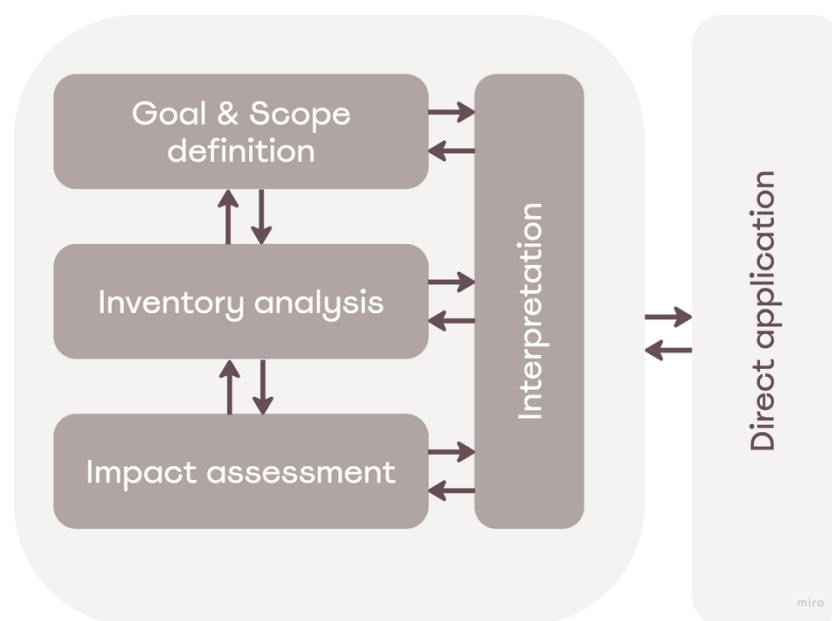 Goal & Scope
definition
Inventory analysis
Impact assessment
Interpretation
Direct application
miro